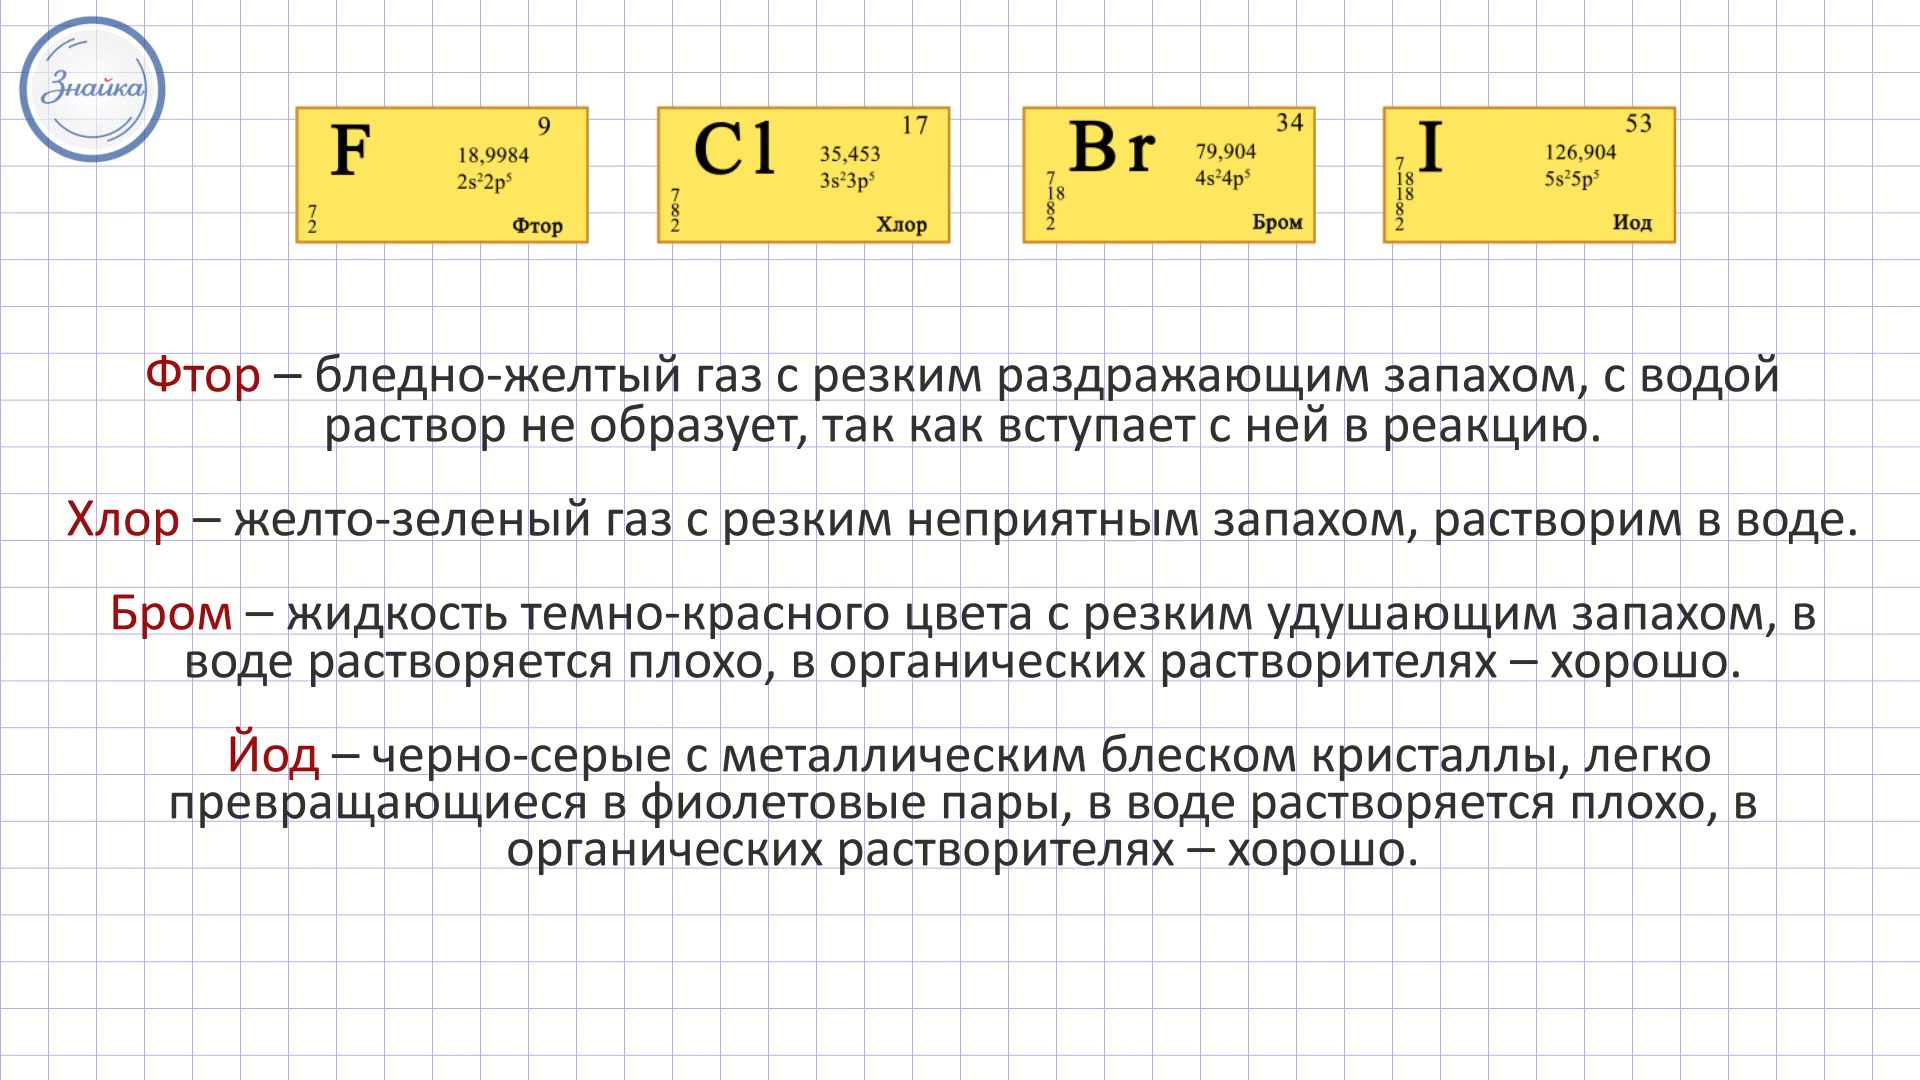 Знайка
F
9
18,9984
2s²2p⁵
7
2
Фтор
Cl
17
35,453
3s²3p⁵
7
8
2
Хлор
Br
34
79,904
4s²4p⁵
7
18
8
2
Бром
I
53
126,904
5s²5p⁵
7
18
18
8
2
Иод
Фтор – бледно-желтый газ с резким раздражающим запахом, с водой
раствор не образует, так как вступает с ней в реакцию.
Хлор – желто-зеленый газ с резким неприятным запахом, растворим в воде.
Бром – жидкость темно-красного цвета с резким удушающим запахом, в
воде растворяется плохо, в органических растворителях – хорошо.
Йод – черно-серые с металлическим блеском кристаллы, легко
превращающиеся в фиолетовые пары, в воде растворяется плохо, в
органических растворителях – хорошо.